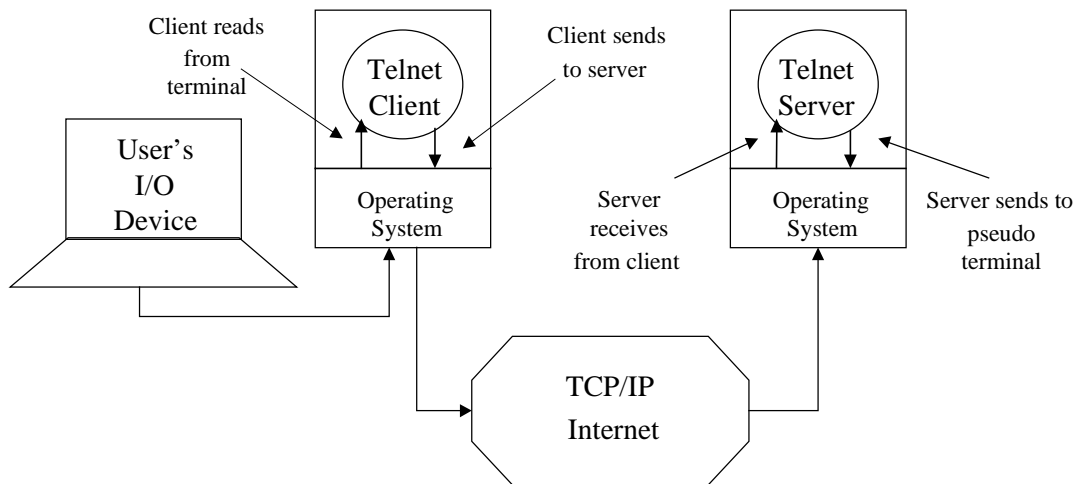 Client reads
from
terminal
Telnet
Client
Client sends
to server
Telnet
Server
User's
I/O
Device
Operating
System
Server
receives
from client
Operating
System
Server sends to
pseudo
terminal
TCP/IP
Internet